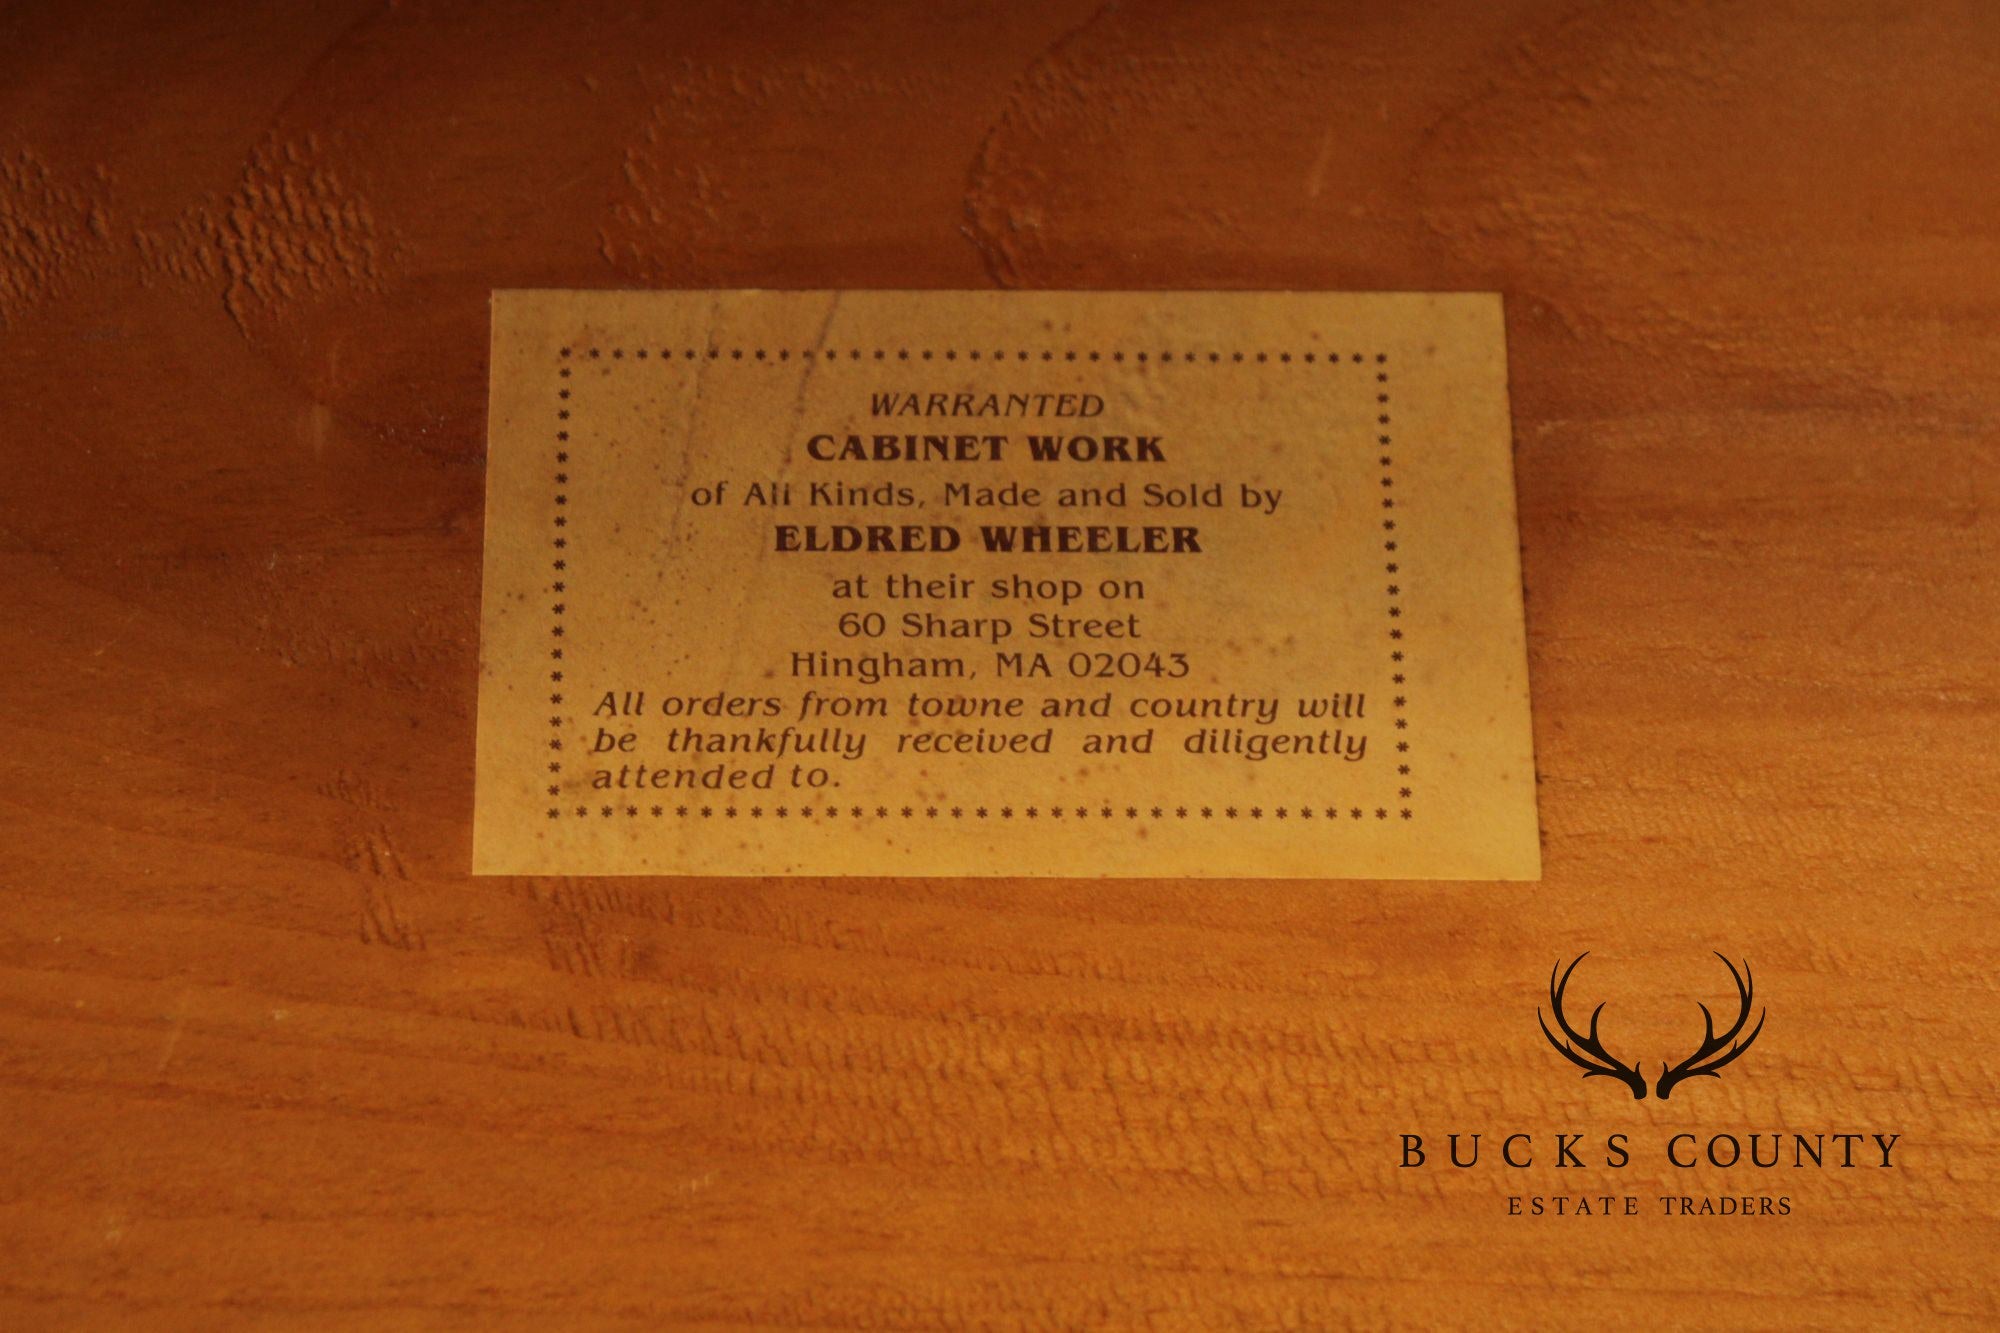 WARRANTED
CABINET WORK
of All Kinds, Made and Sold by
ELDRED WHEELER
at their shop on
60 Sharp Street
Hingham, MA 02043
All orders from towne and country will
be thankfully received and diligently
attended to.
BUCKS COUNTY
ESTATE TRADERS